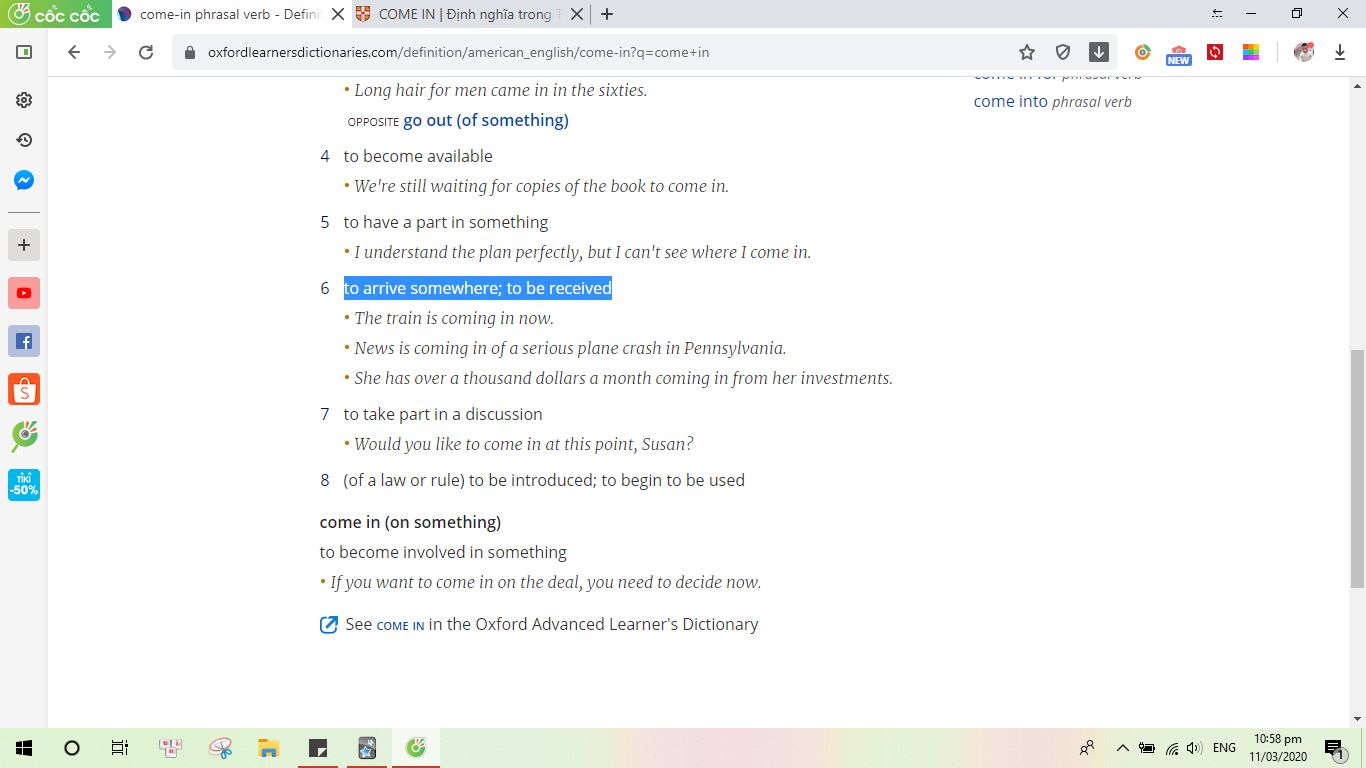 cốc cốc
come-in phrasal verb - Defini
COME IN | Định nghĩa trong T
oxfordlearnersdictionaries.com/definition/american_english/come-in?q=come+in
NEW
phrasal verb
come into phrasal verb
• Long hair for men came in in the sixties.
OPPOSITE go out (of something)
4 to become available
• We're still waiting for copies of the book to come in.
5 to have a part in something
• I understand the plan perfectly, but I can't see where I come in.
6 to arrive somewhere; to be received
• The train is coming in now.
• News is coming in of a serious plane crash in Pennsylvania.
• She has over a thousand dollars a month coming in from her investments.
7 to take part in a discussion
• Would you like to come in at this point, Susan?
8 (of a law or rule) to be introduced; to begin to be used
come in (on something)
to become involved in something
• If you want to come in on the deal, you need to decide now.
See COME IN in the Oxford Advanced Learner's Dictionary
TIKI
-50%
ENG
10:58 pm
11/03/2020
1